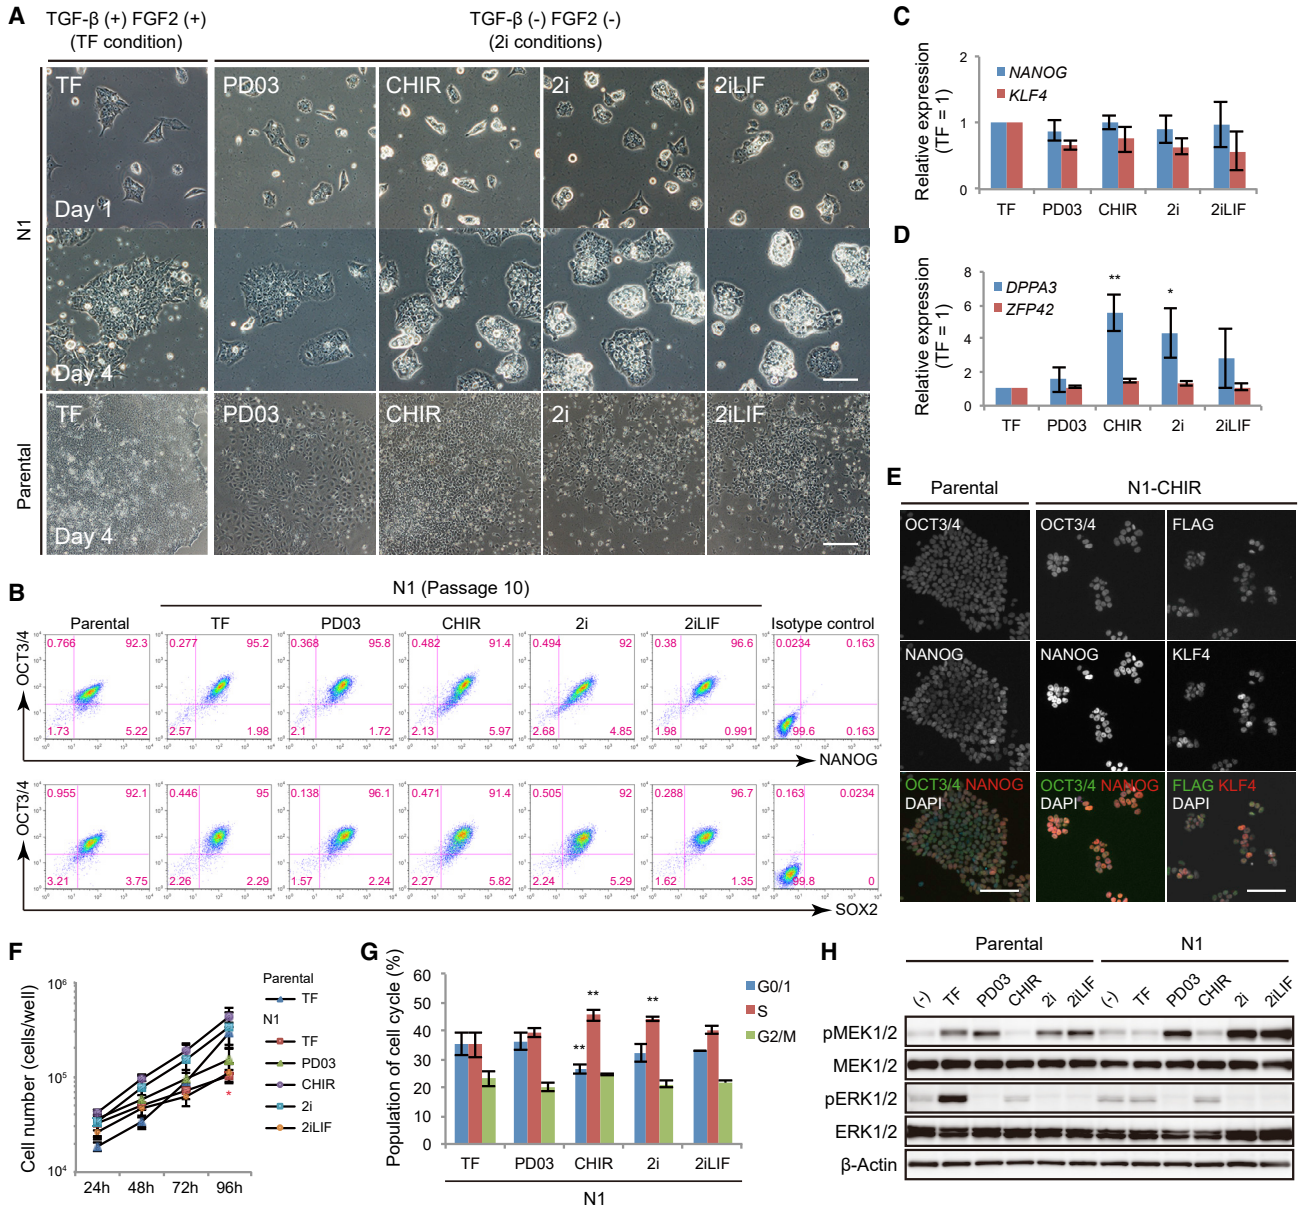 A
TGF-β (+) FGF2 (+)
(TF condition)
TGF-β (-) FGF2 (-)
(2i conditions)
N1
TF
PD03
CHIR
2i
2iLIF
Day 1
Day 4
Parental
TF
PD03
CHIR
2i
2iLIF
Day 4
B
N1 (Passage 10)
Parental
TF
PD03
CHIR
2i
2iLIF
Isotype control
OCT3/4
0.766 92.3
1.73 5.22
0.277 95.2
2.57 1.98
0.368 95.8
2.1 1.72
0.482 91.4
2.13 5.97
0.494 92
2.68 4.85
0.38 96.6
1.98 0.991
0.0234 0.163
99.6 0.163
NANOG
OCT3/4
0.955 92.1
3.21 3.75
0.446 95
2.26 2.29
0.138 96.1
1.57 2.24
0.471 91.4
2.27 5.82
0.505 92
2.24 5.29
0.288 96.7
1.62 1.35
0.163 0.0234
99.8 0
SOX2
C
Relative expression
(TF = 1)
2
1
0
NANOG
KLF4
TF PD03 CHIR 2i 2iLIF
D
Relative expression
(TF = 1)
8
6
4
2
0
DPPA3
ZFP42
**
*
TF PD03 CHIR 2i 2iLIF
E
Parental
N1-CHIR
OCT3/4
OCT3/4
FLAG
NANOG
NANOG
KLF4
OCT3/4 NANOG
DAPI
OCT3/4 NANOG
DAPI
FLAG KLF4
DAPI
F
Cell number (cells/well)
10⁶
10⁵
10⁴
24h 48h 72h 96h
*
Parental
TF
N1
TF
PD03
CHIR
2i
2iLIF
G
Population of cell cycle (%)
60
50
40
30
20
10
0
**
**
**
G0/1
S
G2/M
TF PD03 CHIR 2i 2iLIF
N1
H
Parental
N1
(-) TF PD03 CHIR 2i 2iLIF (-) TF PD03 CHIR 2i 2iLIF
pMEK1/2
MEK1/2
pERK1/2
ERK1/2
β-Actin